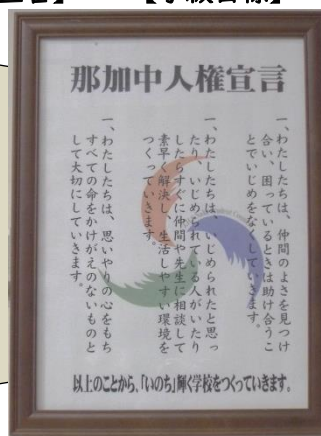 那加中人権宣言
一、わたしたちは、仲間のよさを見つけ
合い、困っているときは助け合うこ
とでいじめをなくしていきます。
一、わたしたちは、いじめられたと思っ
たり、いじめられている人がいたり
したらすぐに仲間や先生に相談して
素早く解決し、生活しやすい環境を
つくっていきます。
一、わたしたちは、思いやりの心をもち
すべての命をかけがえのないものと
して大切にしていきます。
以上のことから、「いのち」輝く学校をつくっていきます。